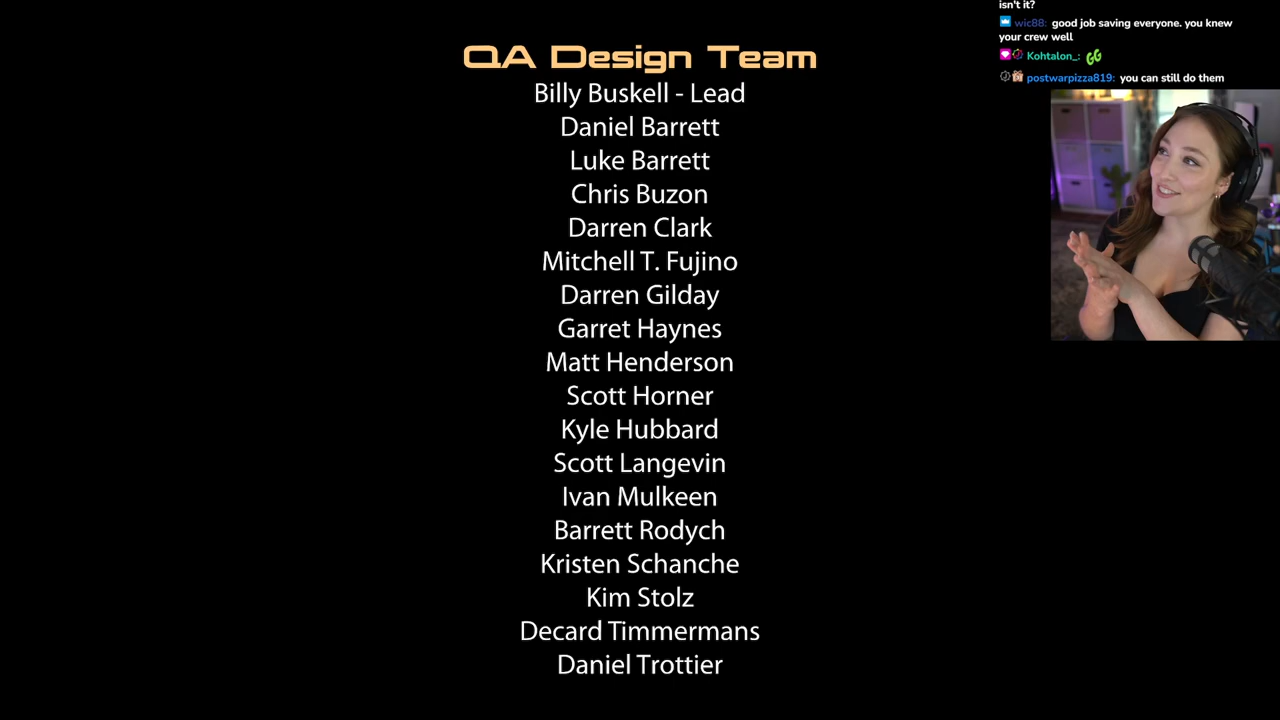 isn't it?
wic88: good job saving everyone. you knew
your crew well
Kohtalon_: GG
postwarpizza819: you can still do them
QA Design Team
Billy Buskell - Lead
Daniel Barrett
Luke Barrett
Chris Buzon
Darren Clark
Mitchell T. Fujino
Darren Gilday
Garret Haynes
Matt Henderson
Scott Horner
Kyle Hubbard
Scott Langevin
Ivan Mulkeen
Barrett Rodych
Kristen Schanche
Kim Stolz
Decard Timmermans
Daniel Trottier